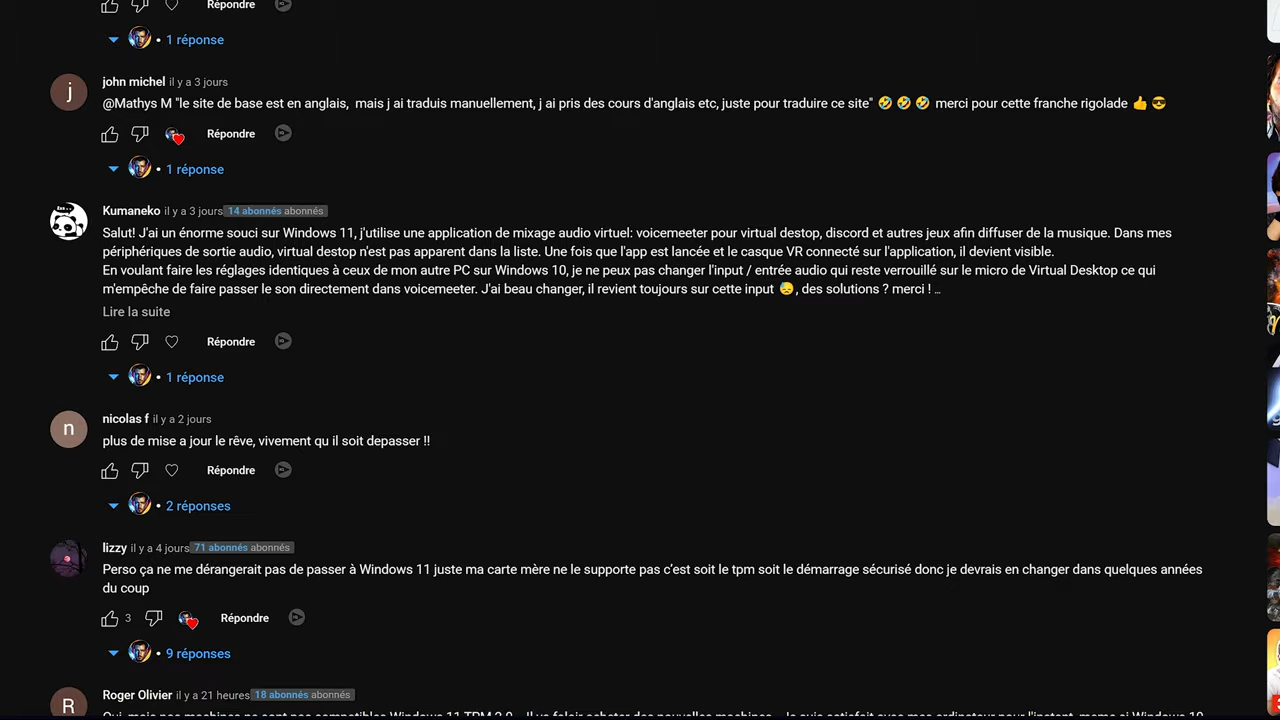 Répondre
• 1 réponse
j
john michel il y a 3 jours
@Mathys M "le site de base est en anglais, mais j ai traduis manuellement, j ai pris des cours d'anglais etc, juste pour traduire ce site" 🤣 🤣 🤣 merci pour cette franche rigolade 👍 😎
Répondre
• 1 réponse
Kumaneko il y a 3 jours 14 abonnés abonnés
Salut! J'ai un énorme souci sur Windows 11, j'utilise une application de mixage audio virtuel: voicemeeter pour virtual destop, discord et autres jeux afin diffuser de la musique. Dans mes
périphériques de sortie audio, virtual destop n'est pas apparent dans la liste. Une fois que l'app est lancée et le casque VR connecté sur l'application, il devient visible.
En voulant faire les réglages identiques à ceux de mon autre PC sur Windows 10, je ne peux pas changer l'input / entrée audio qui reste verrouillé sur le micro de Virtual Desktop ce qui
m'empêche de faire passer le son directement dans voicemeeter. J'ai beau changer, il revient toujours sur cette input 😓 , des solutions ? merci ! ...
Lire la suite
Répondre
• 1 réponse
n
nicolas f il y a 2 jours
plus de mise a jour le rêve, vivement qu il soit depasser !!
Répondre
• 2 réponses
lizzy il y a 4 jours 71 abonnés abonnés
Perso ça ne me dérangerait pas de passer à Windows 11 juste ma carte mère ne le supporte pas c'est soit le tpm soit le démarrage sécurisé donc je devrais en changer dans quelques années
du coup
3 Répondre
• 9 réponses
R
Roger Olivier il y a 21 heures 18 abonnés abonnés